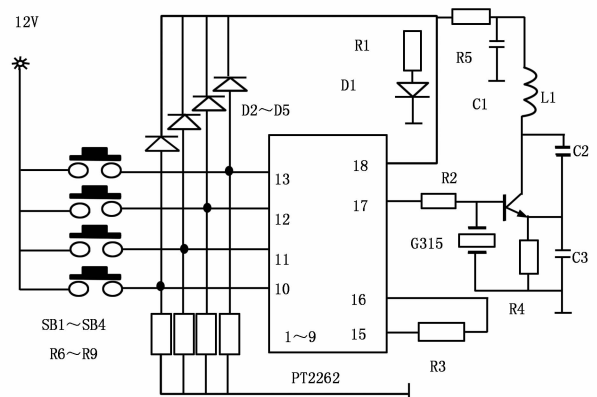 12V
R1
R5
D1
C1
L1
D2～D5
C2
13
18
R2
12
17
G315
11
C3
10
16
R4
SB1～SB4
1～9
15
R6～R9
R3
PT2262